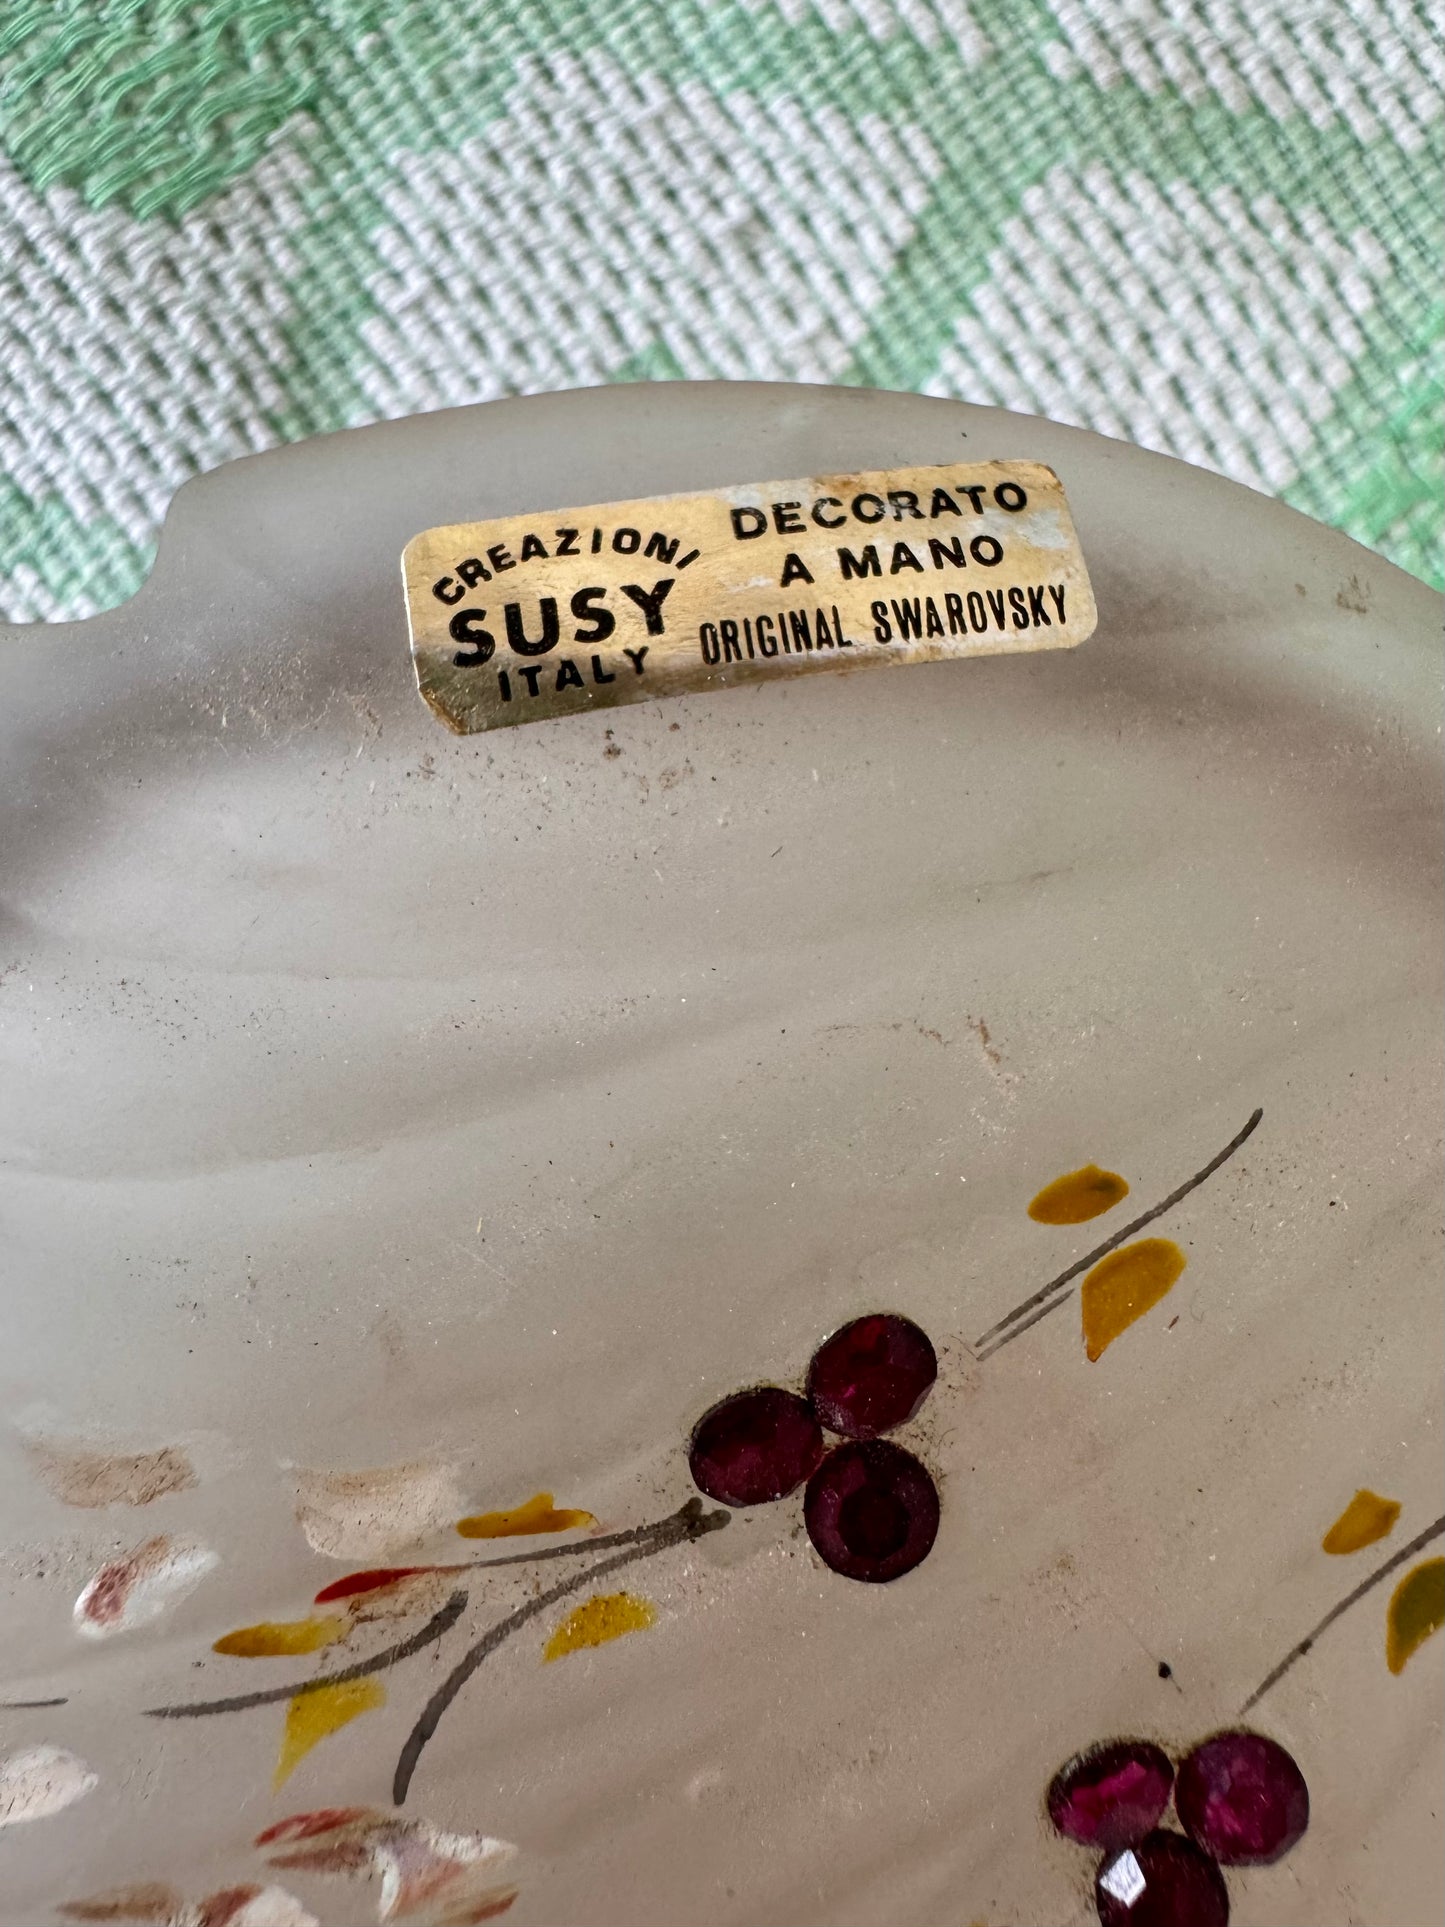 CREAZIONI
SUSY
ITALY
DECORATO
A MANO
ORIGINAL SWAROVSKY